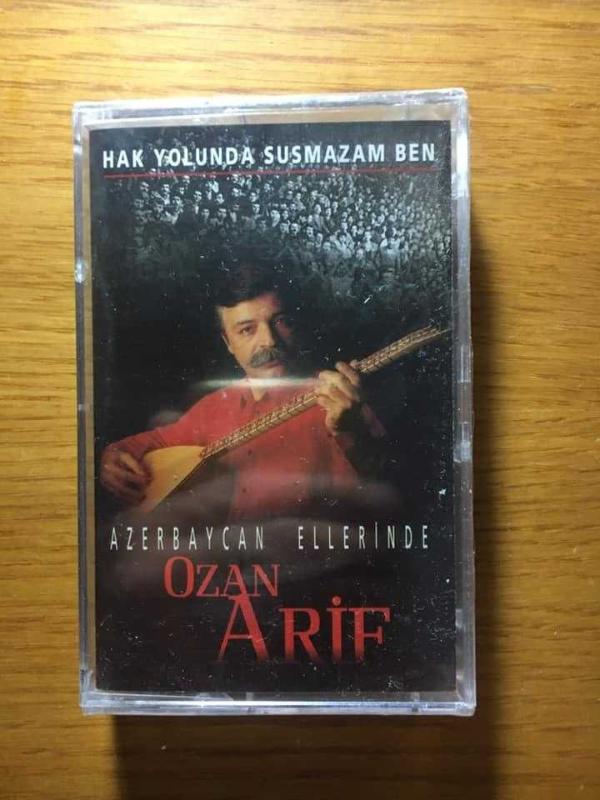 HAK YOLUNDA SUSMAZAM BEN
AZERBAYCAN ELLERİNDE
OZAN
ARİF